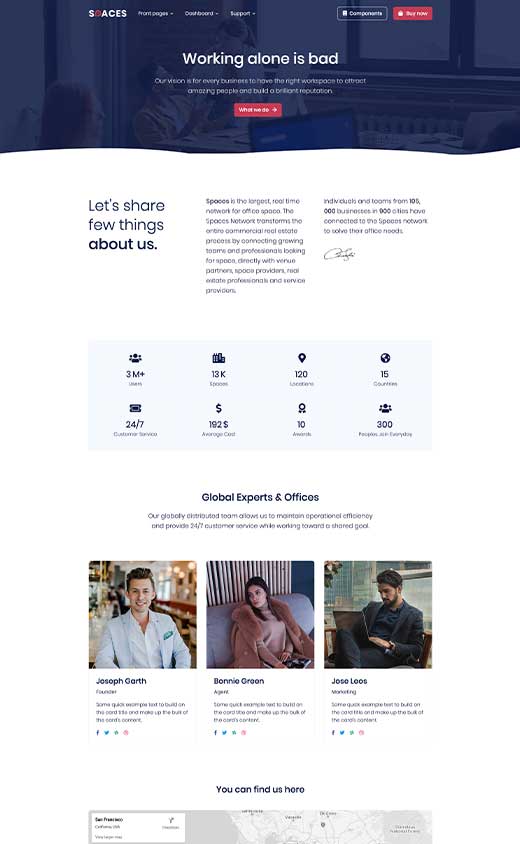 SPACES Front pages Dashboard Support Components Buy now
Working alone is bad
Our vision is for every business to have the right workspace to attract
amazing people and build a brilliant reputation.
What we do
Let's share
few things
about us.
Spaces is the largest, real time
network for office space. The
Spaces Network transforms the
entire commercial real estate
process by connecting growing
teams and professionals looking
for space, directly with venue
partners, space providers, real
estate professionals and service
providers.
Individuals and teams from 105,
000 businesses in 900 cities have
connected to the Spaces network
to solve their office needs.
3 M+ 13 K 120 15
Users Spaces Locations Countries
24/7 192 $ 10 300
Customer Service Average Cost Awards Peoples Join Everyday
Global Experts & Offices
Our globally distributed team allows us to maintain operational efficiency
and provide 24/7 customer service while working toward a shared goal.
Joseph Garth
Founder
Some quick example text to build on
the card title and make up the bulk of
the card's content.
Bonnie Green
Agent
Some quick example text to build on
the card title and make up the bulk of
the card's content.
Jose Leos
Marketing
Some quick example text to build on
the card title and make up the bulk of
the card's content.
You can find us here
San Francisco
California, USA
View larger map
Directions
Vacaville